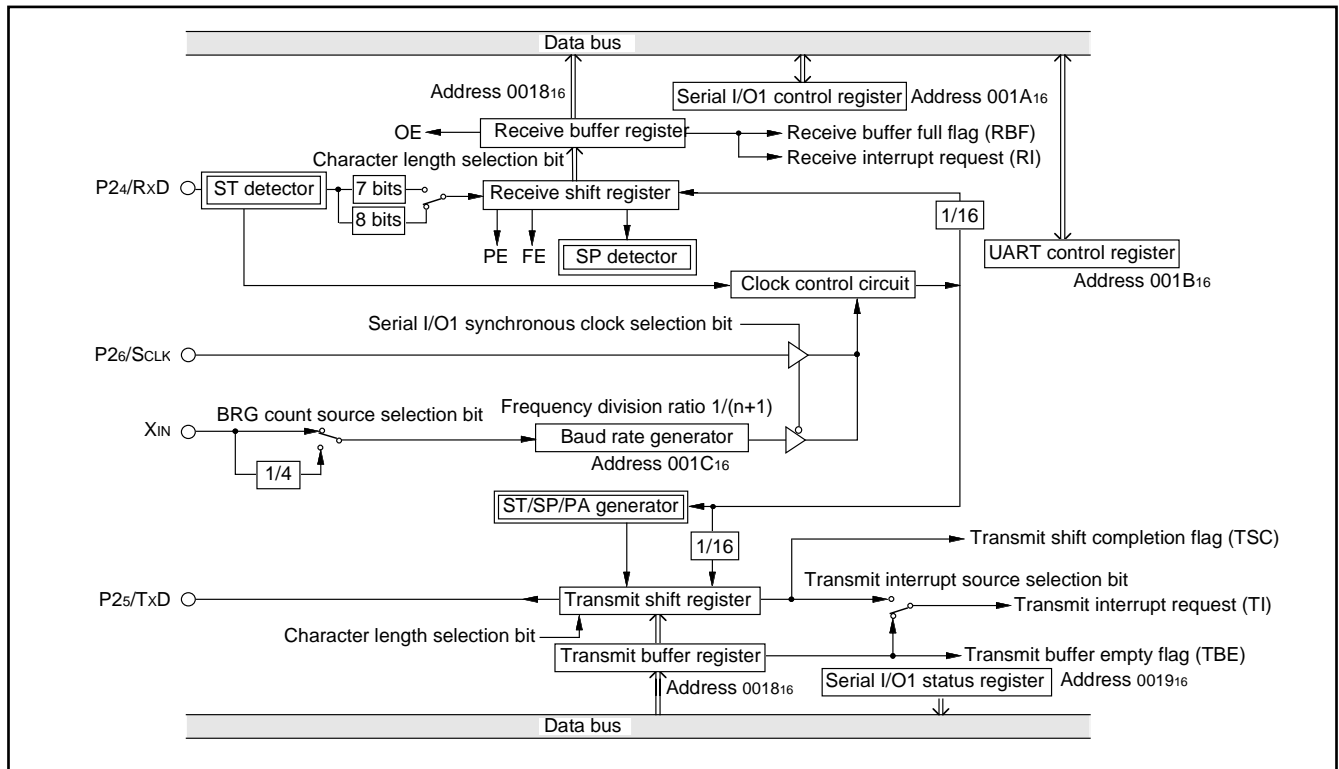 Data bus
Address 001816
Serial I/O1 control register
Address 001A16
OE
Receive buffer register
Receive buffer full flag (RBF)
Receive interrupt request (RI)
Character length selection bit
P24/RXD
ST detector
7 bits
8 bits
Receive shift register
1/16
PE
FE
SP detector
UART control register
Address 001B16
Clock control circuit
Serial I/O1 synchronous clock selection bit
P26/SCLK
BRG count source selection bit
Frequency division ratio 1/(n+1)
XIN
Baud rate generator
Address 001C16
1/4
ST/SP/PA generator
1/16
Transmit shift completion flag (TSC)
Transmit interrupt source selection bit
P25/TXD
Transmit shift register
Transmit interrupt request (TI)
Character length selection bit
Transmit buffer register
Transmit buffer empty flag (TBE)
Address 001816
Serial I/O1 status register
Address 001916
Data bus